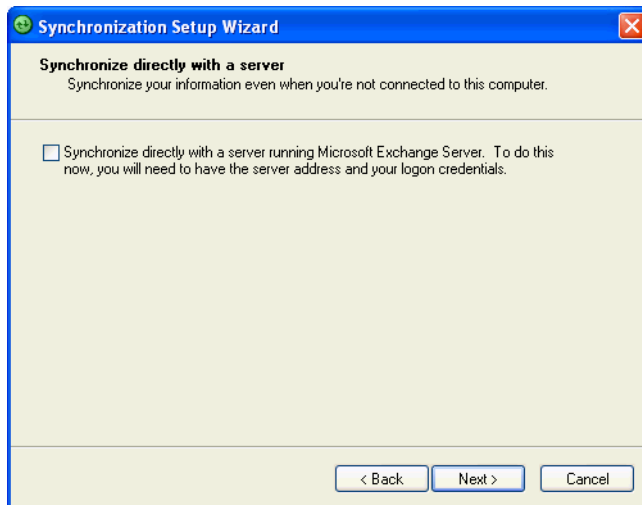 Synchronization Setup Wizard
Synchronize directly with a server
Synchronize your information even when you're not connected to this computer.
Synchronize directly with a server running Microsoft Exchange Server.  To do this
now, you will need to have the server address and your logon credentials.
< Back Next > Cancel